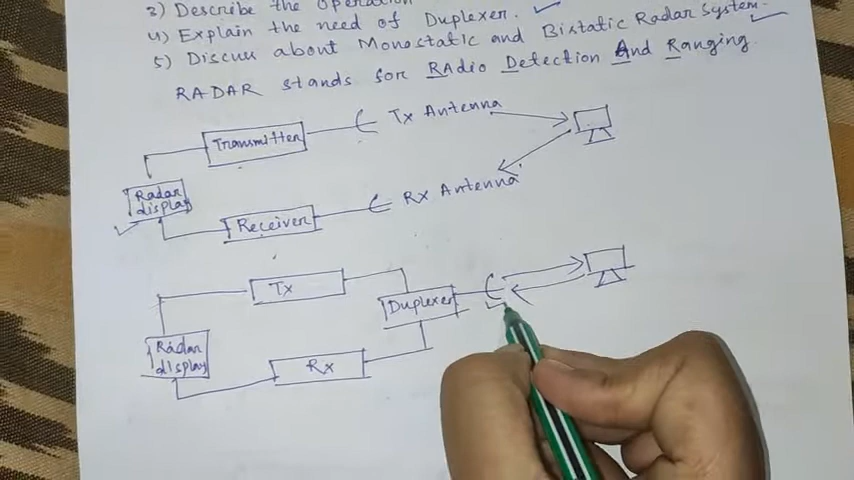 3) Describe the Operation
4) Explain the need of Duplexer.
5) Discuss about Monostatic and Bistatic Radar System.
RADAR stands for RAdio Detection And Ranging
Transmitter
Tx Antenna
Radar
display
Receiver
Rx Antenna
Tx
Duplexer
Radar
display
Rx